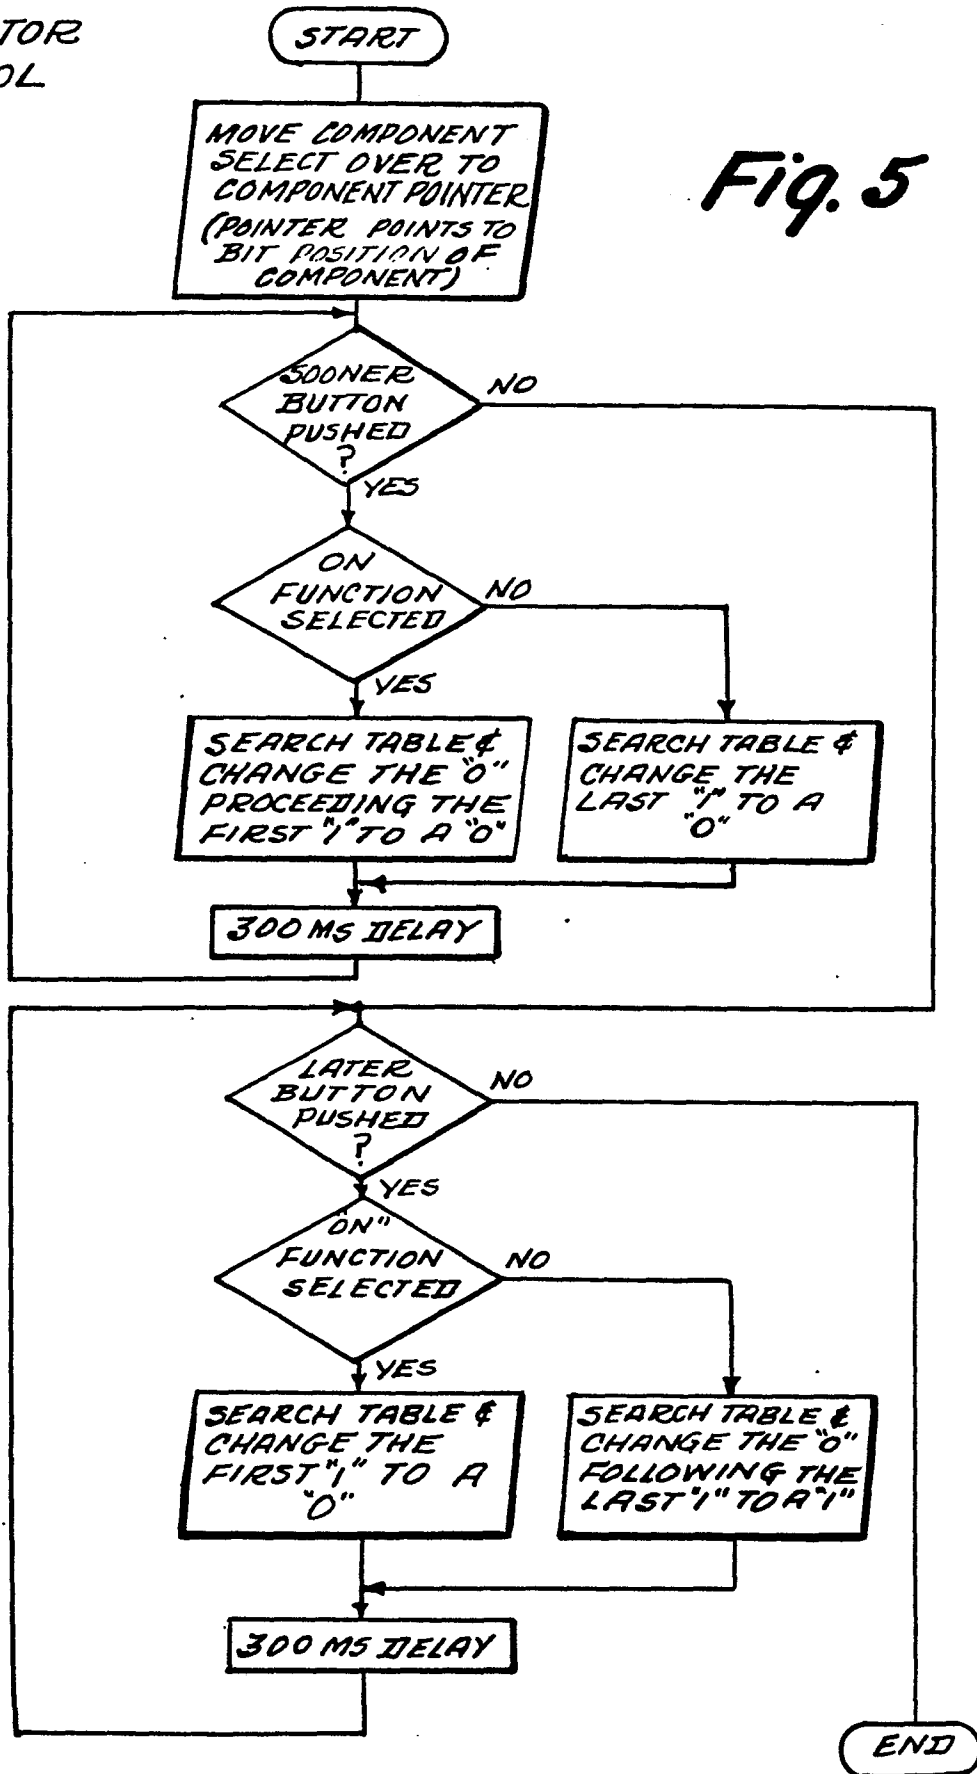 TOR
OL
START
Fig. 5
MOVE COMPONENT
SELECT OVER TO
COMPONENT POINTER
(POINTER POINTS TO
BIT POSITION OF
COMPONENT)
SOONER
BUTTON
PUSHED
?
NO
YES
ON
FUNCTION
SELECTED
NO
YES
SEARCH TABLE &
CHANGE THE "0"
PROCEEDING THE
FIRST "1" TO A "0"
SEARCH TABLE &
CHANGE THE
LAST "1" TO A
"0"
300 MS DELAY
LATER
BUTTON
PUSHED
?
NO
YES
"ON"
FUNCTION
SELECTED
NO
YES
SEARCH TABLE &
CHANGE THE
FIRST "1" TO A
"0"
SEARCH TABLE &
CHANGE THE "0"
FOLLOWING THE
LAST "1" TO A "1"
300 MS DELAY
END